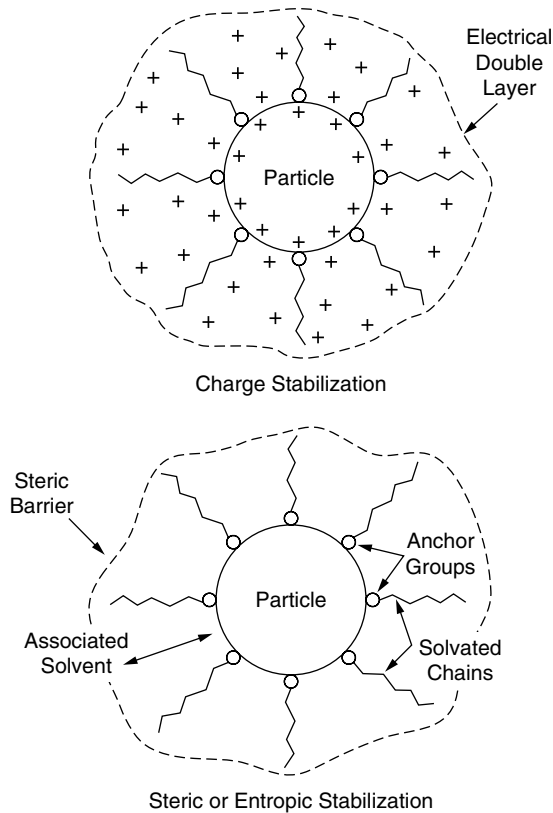 Electrical
Double
Layer
Particle
Charge Stabilization
Steric
Barrier
Anchor
Groups
Particle
Associated
Solvent
Solvated
Chains
Steric or Entropic Stabilization